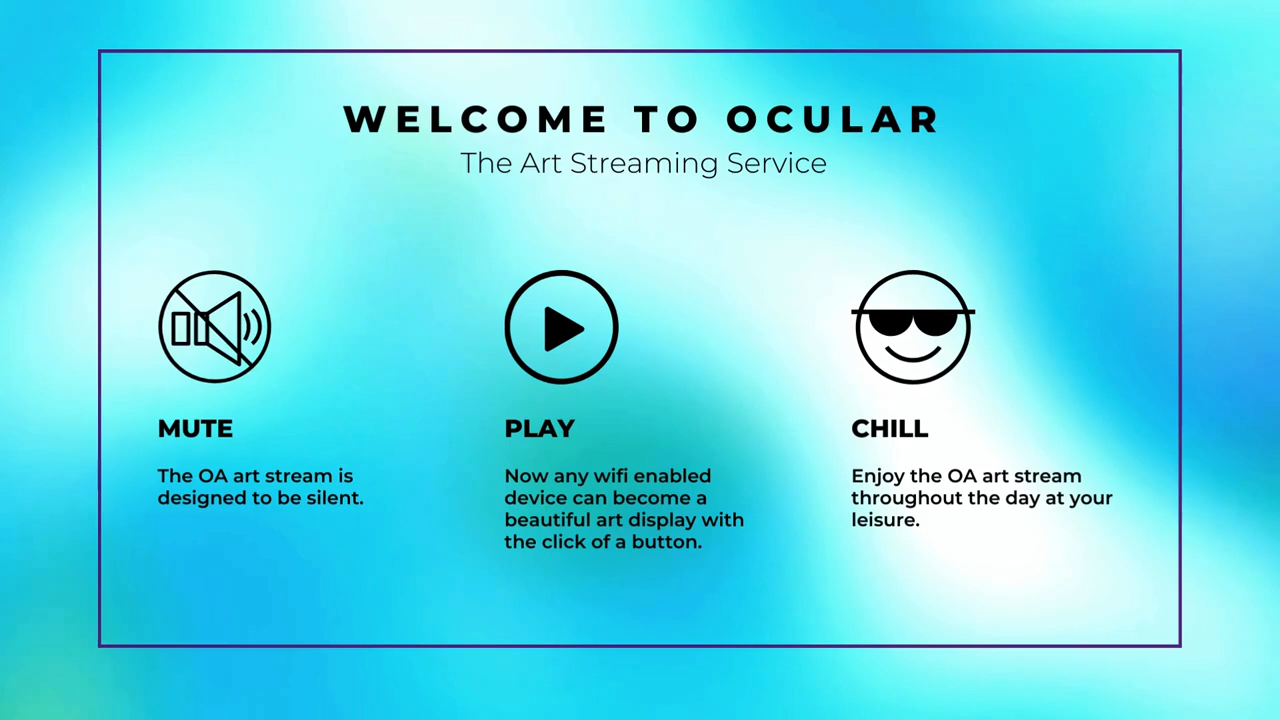 WELCOME TO OCULAR
The Art Streaming Service
MUTE
The OA art stream is
designed to be silent.
PLAY
Now any wifi enabled
device can become a
beautiful art display with
the click of a button.
CHILL
Enjoy the OA art stream
throughout the day at your
leisure.